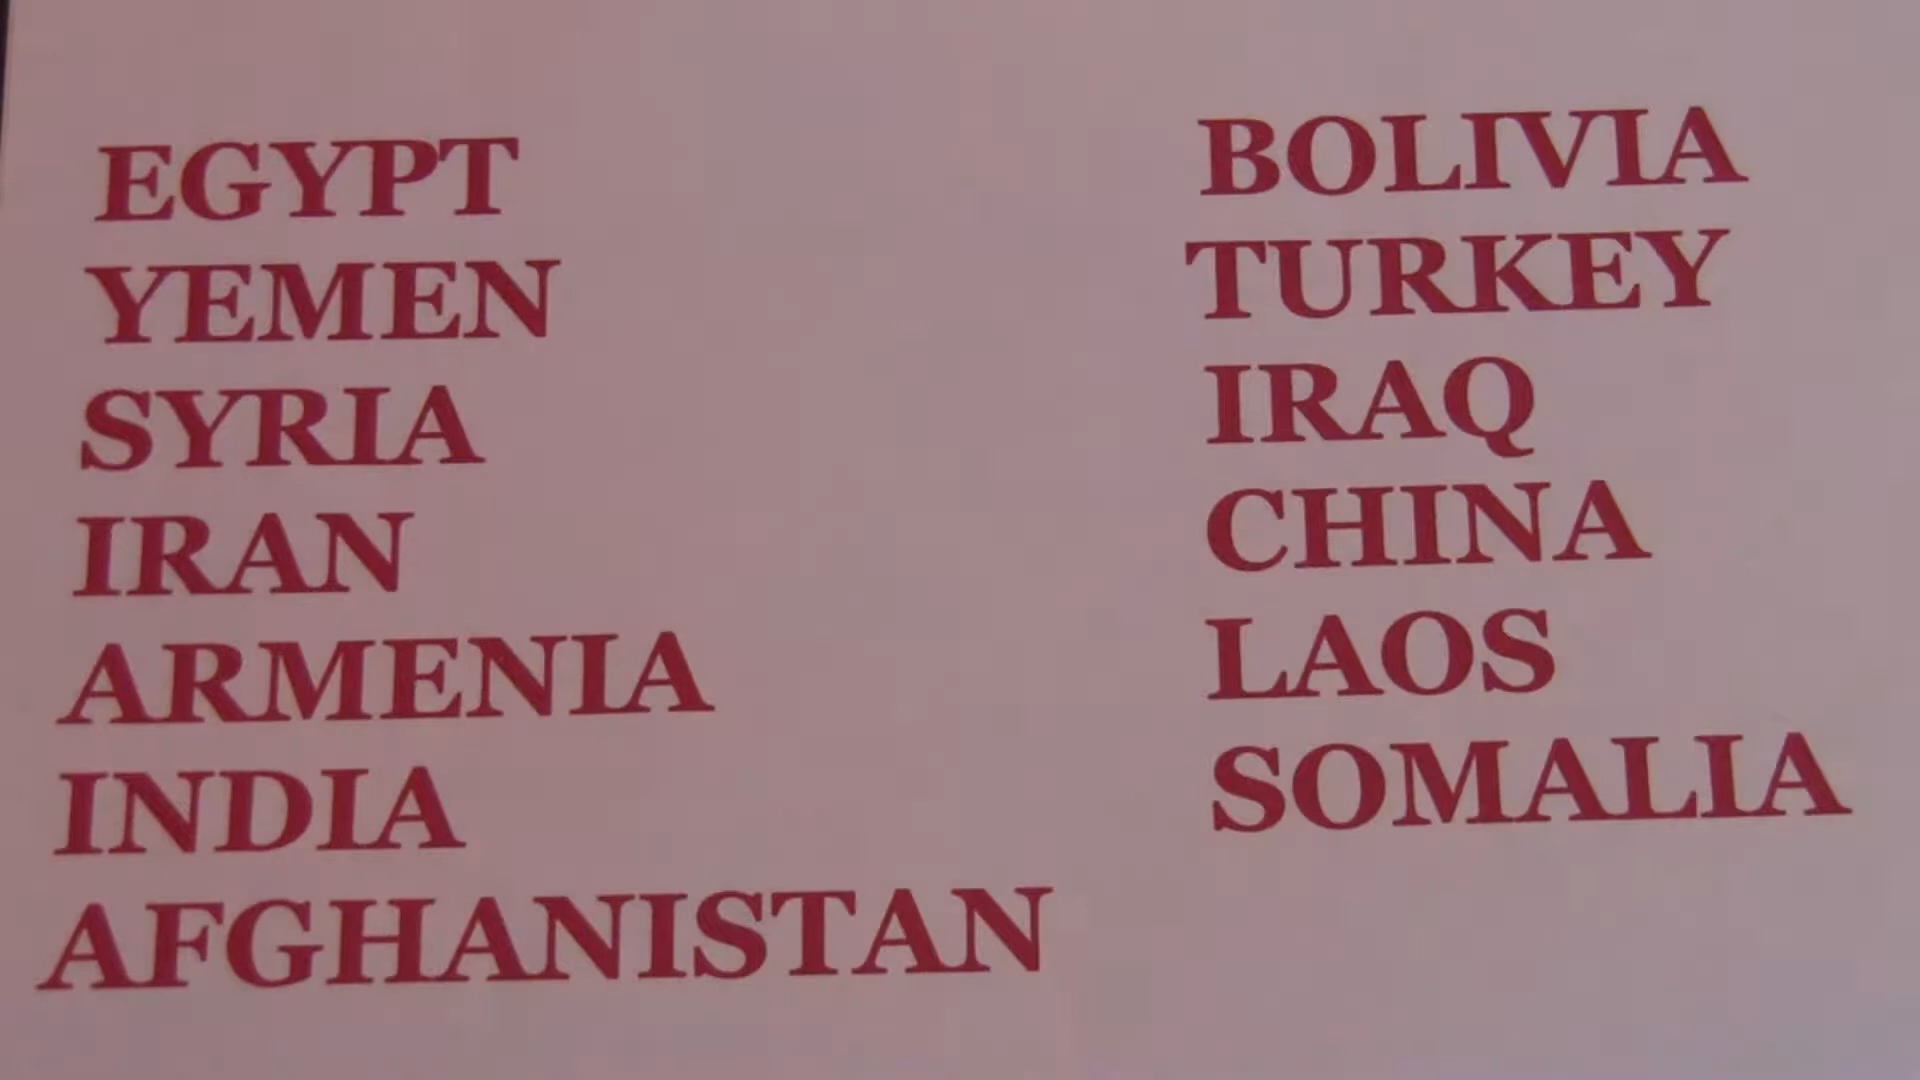 EGYPT
YEMEN
SYRIA
IRAN
ARMENIA
INDIA
AFGHANISTAN
BOLIVIA
TURKEY
IRAQ
CHINA
LAOS
SOMALIA